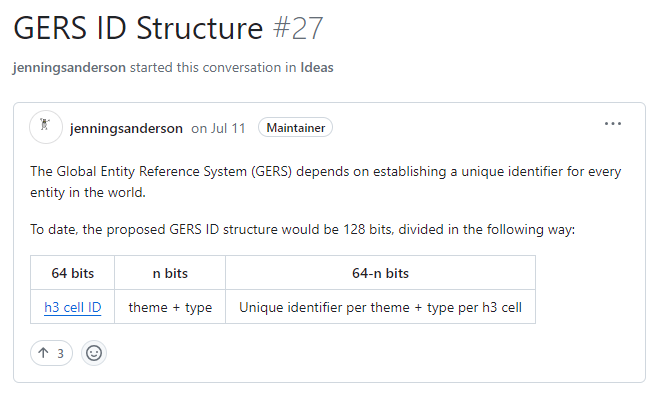 GERS ID Structure #27
jenningsanderson started this conversation in Ideas
jenningsanderson on Jul 11 Maintainer
The Global Entity Reference System (GERS) depends on establishing a unique identifier for every
entity in the world.
To date, the proposed GERS ID structure would be 128 bits, divided in the following way:
64 bits n bits 64-n bits
h3 cell ID theme + type Unique identifier per theme + type per h3 cell
↑ 3